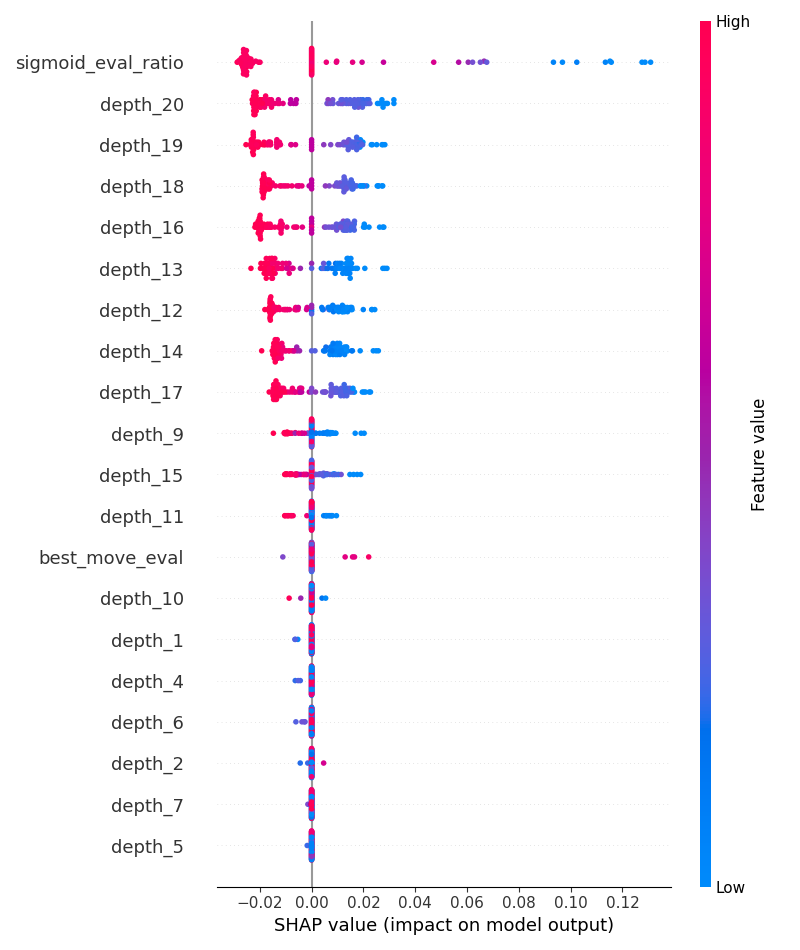 High
sigmoid_eval_ratio
depth_20
depth_19
depth_18
depth_16
depth_13
depth_12
depth_14
depth_17
depth_9
depth_15
depth_11
best_move_eval
depth_10
depth_1
depth_4
depth_6
depth_2
depth_7
depth_5
Feature value
Low
−0.02 0.00 0.02 0.04 0.06 0.08 0.10 0.12
SHAP value (impact on model output)